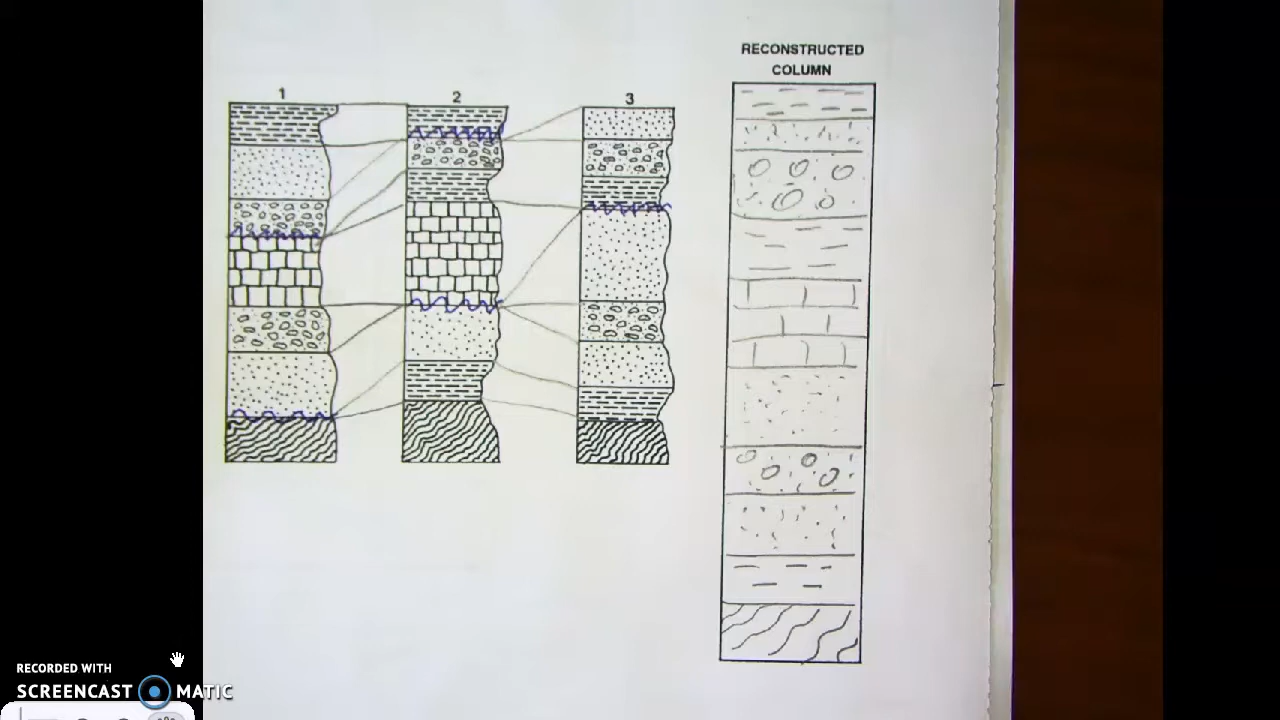 RECONSTRUCTED
COLUMN
1
2
3
RECORDED WITH
SCREENCAST MATIC